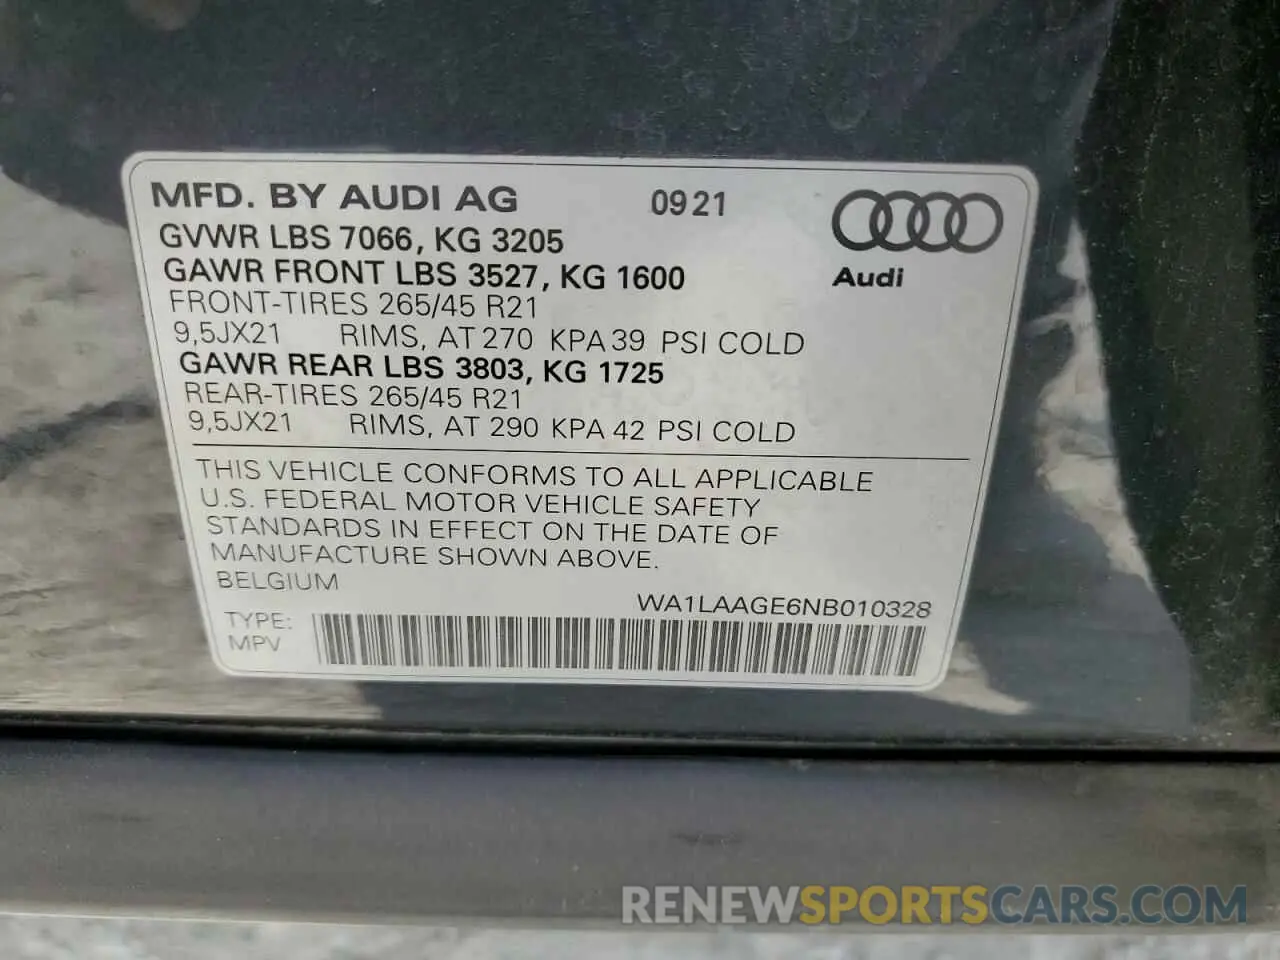 MFD. BY AUDI AG 09 21
GVWR LBS 7066, KG 3205
GAWR FRONT LBS 3527, KG 1600
Audi
FRONT-TIRES 265/45 R21
9,5JX21 RIMS, AT 270 KPA 39 PSI COLD
GAWR REAR LBS 3803, KG 1725
REAR-TIRES 265/45 R21
9,5JX21 RIMS, AT 290 KPA 42 PSI COLD
THIS VEHICLE CONFORMS TO ALL APPLICABLE
U.S. FEDERAL MOTOR VEHICLE SAFETY
STANDARDS IN EFFECT ON THE DATE OF
MANUFACTURE SHOWN ABOVE.
BELGIUM
WA1LAAGE6NB010328
TYPE:
MPV
RENEWSPORTSCARS.COM